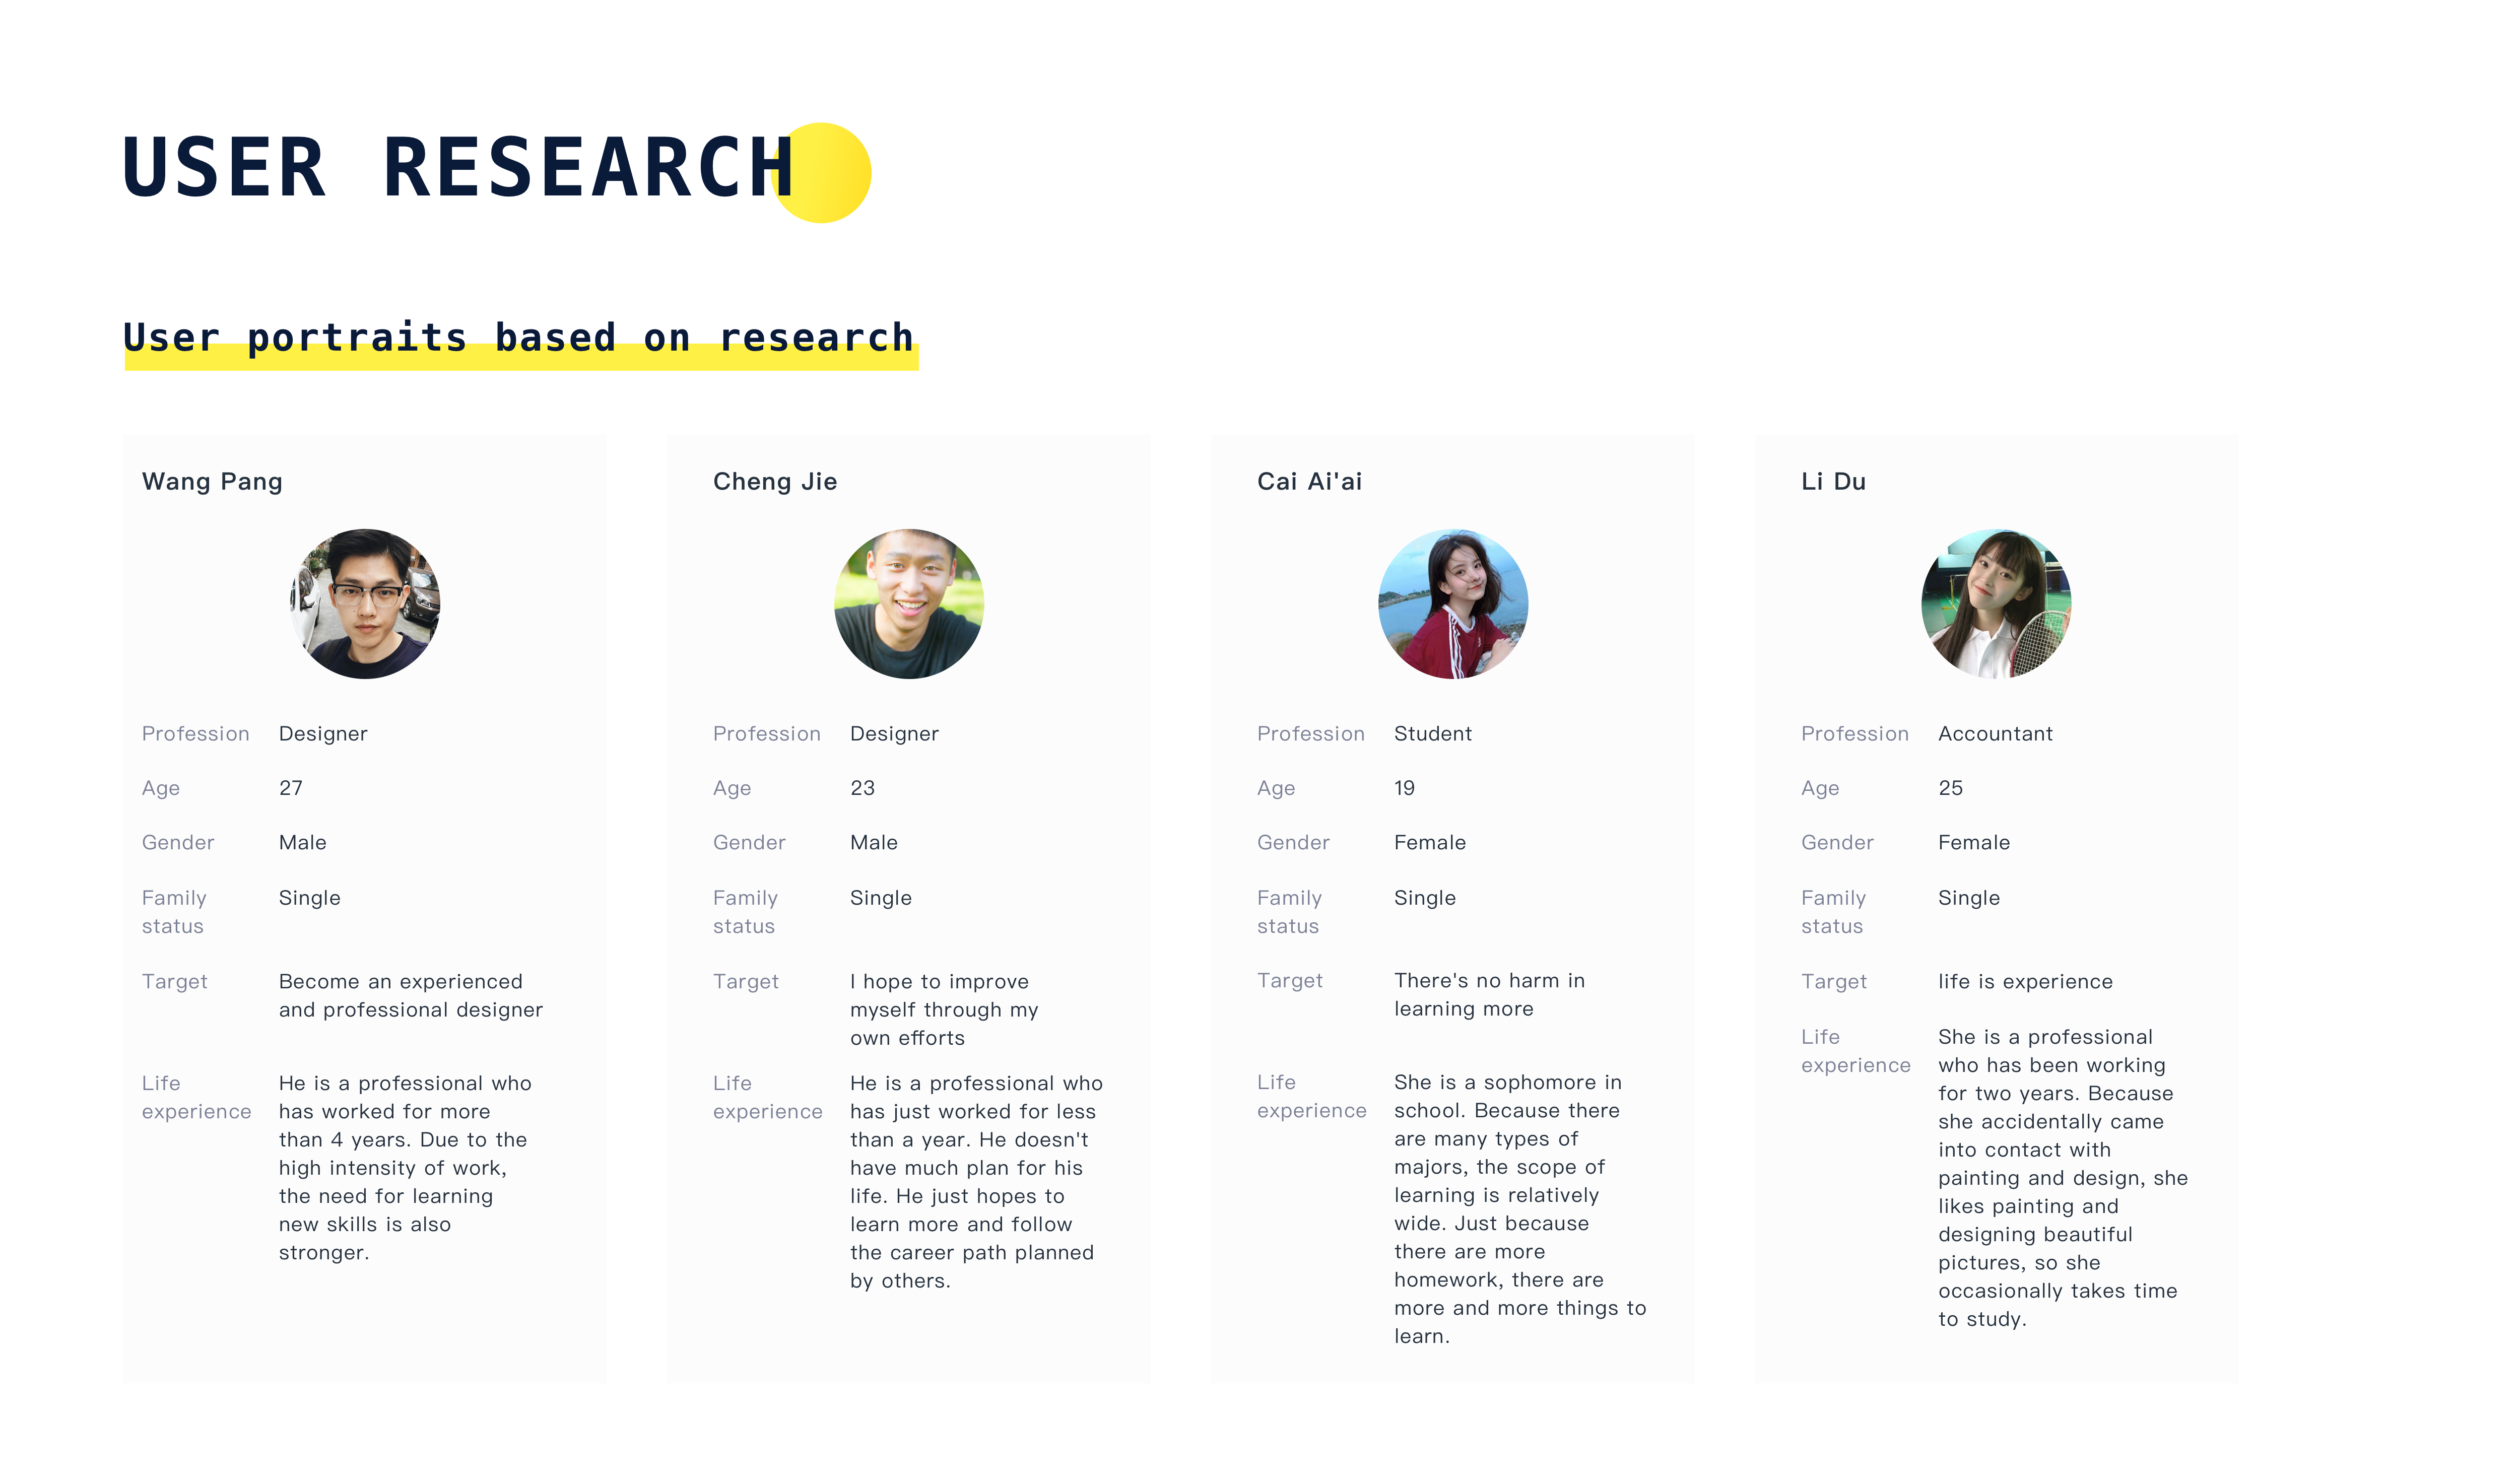 USER RESEARCH
User portraits based on research
Wang Pang
Profession Designer
Age 27
Gender Male
Family Single
status
Target Become an experienced
and professional designer
Life He is a professional who
experience has worked for more
than 4 years. Due to the
high intensity of work,
the need for learning
new skills is also
stronger.
Cheng Jie
Profession Designer
Age 23
Gender Male
Family Single
status
Target I hope to improve
myself through my
own efforts
Life He is a professional who
experience has just worked for less
than a year. He doesn't
have much plan for his
life. He just hopes to
learn more and follow
the career path planned
by others.
Cai Ai'ai
Profession Student
Age 19
Gender Female
Family Single
status
Target There's no harm in
learning more
Life She is a sophomore in
experience school. Because there
are many types of
majors, the scope of
learning is relatively
wide. Just because
there are more
homework, there are
more and more things to
learn.
Li Du
Profession Accountant
Age 25
Gender Female
Family Single
status
Target life is experience
Life She is a professional
experience who has been working
for two years. Because
she accidentally came
into contact with
painting and design, she
likes painting and
designing beautiful
pictures, so she
occasionally takes time
to study.